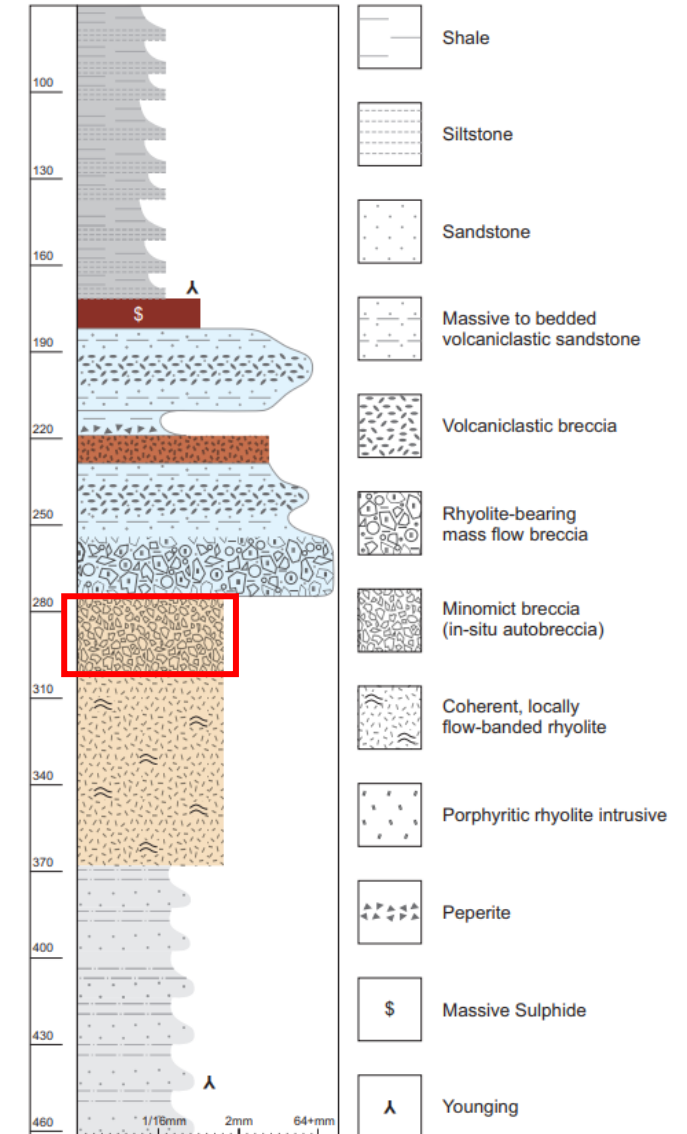 100
130
160
$
190
220
250
280
310
340
370
400
430
460
1/16mm 2mm 64+mm
Shale
Siltstone
Sandstone
Massive to bedded
volcaniclastic sandstone
Volcaniclastic breccia
Rhyolite-bearing
mass flow breccia
Minomict breccia
(in-situ autobreccia)
Coherent, locally
flow-banded rhyolite
Porphyritic rhyolite intrusive
Peperite
$ Massive Sulphide
Younging